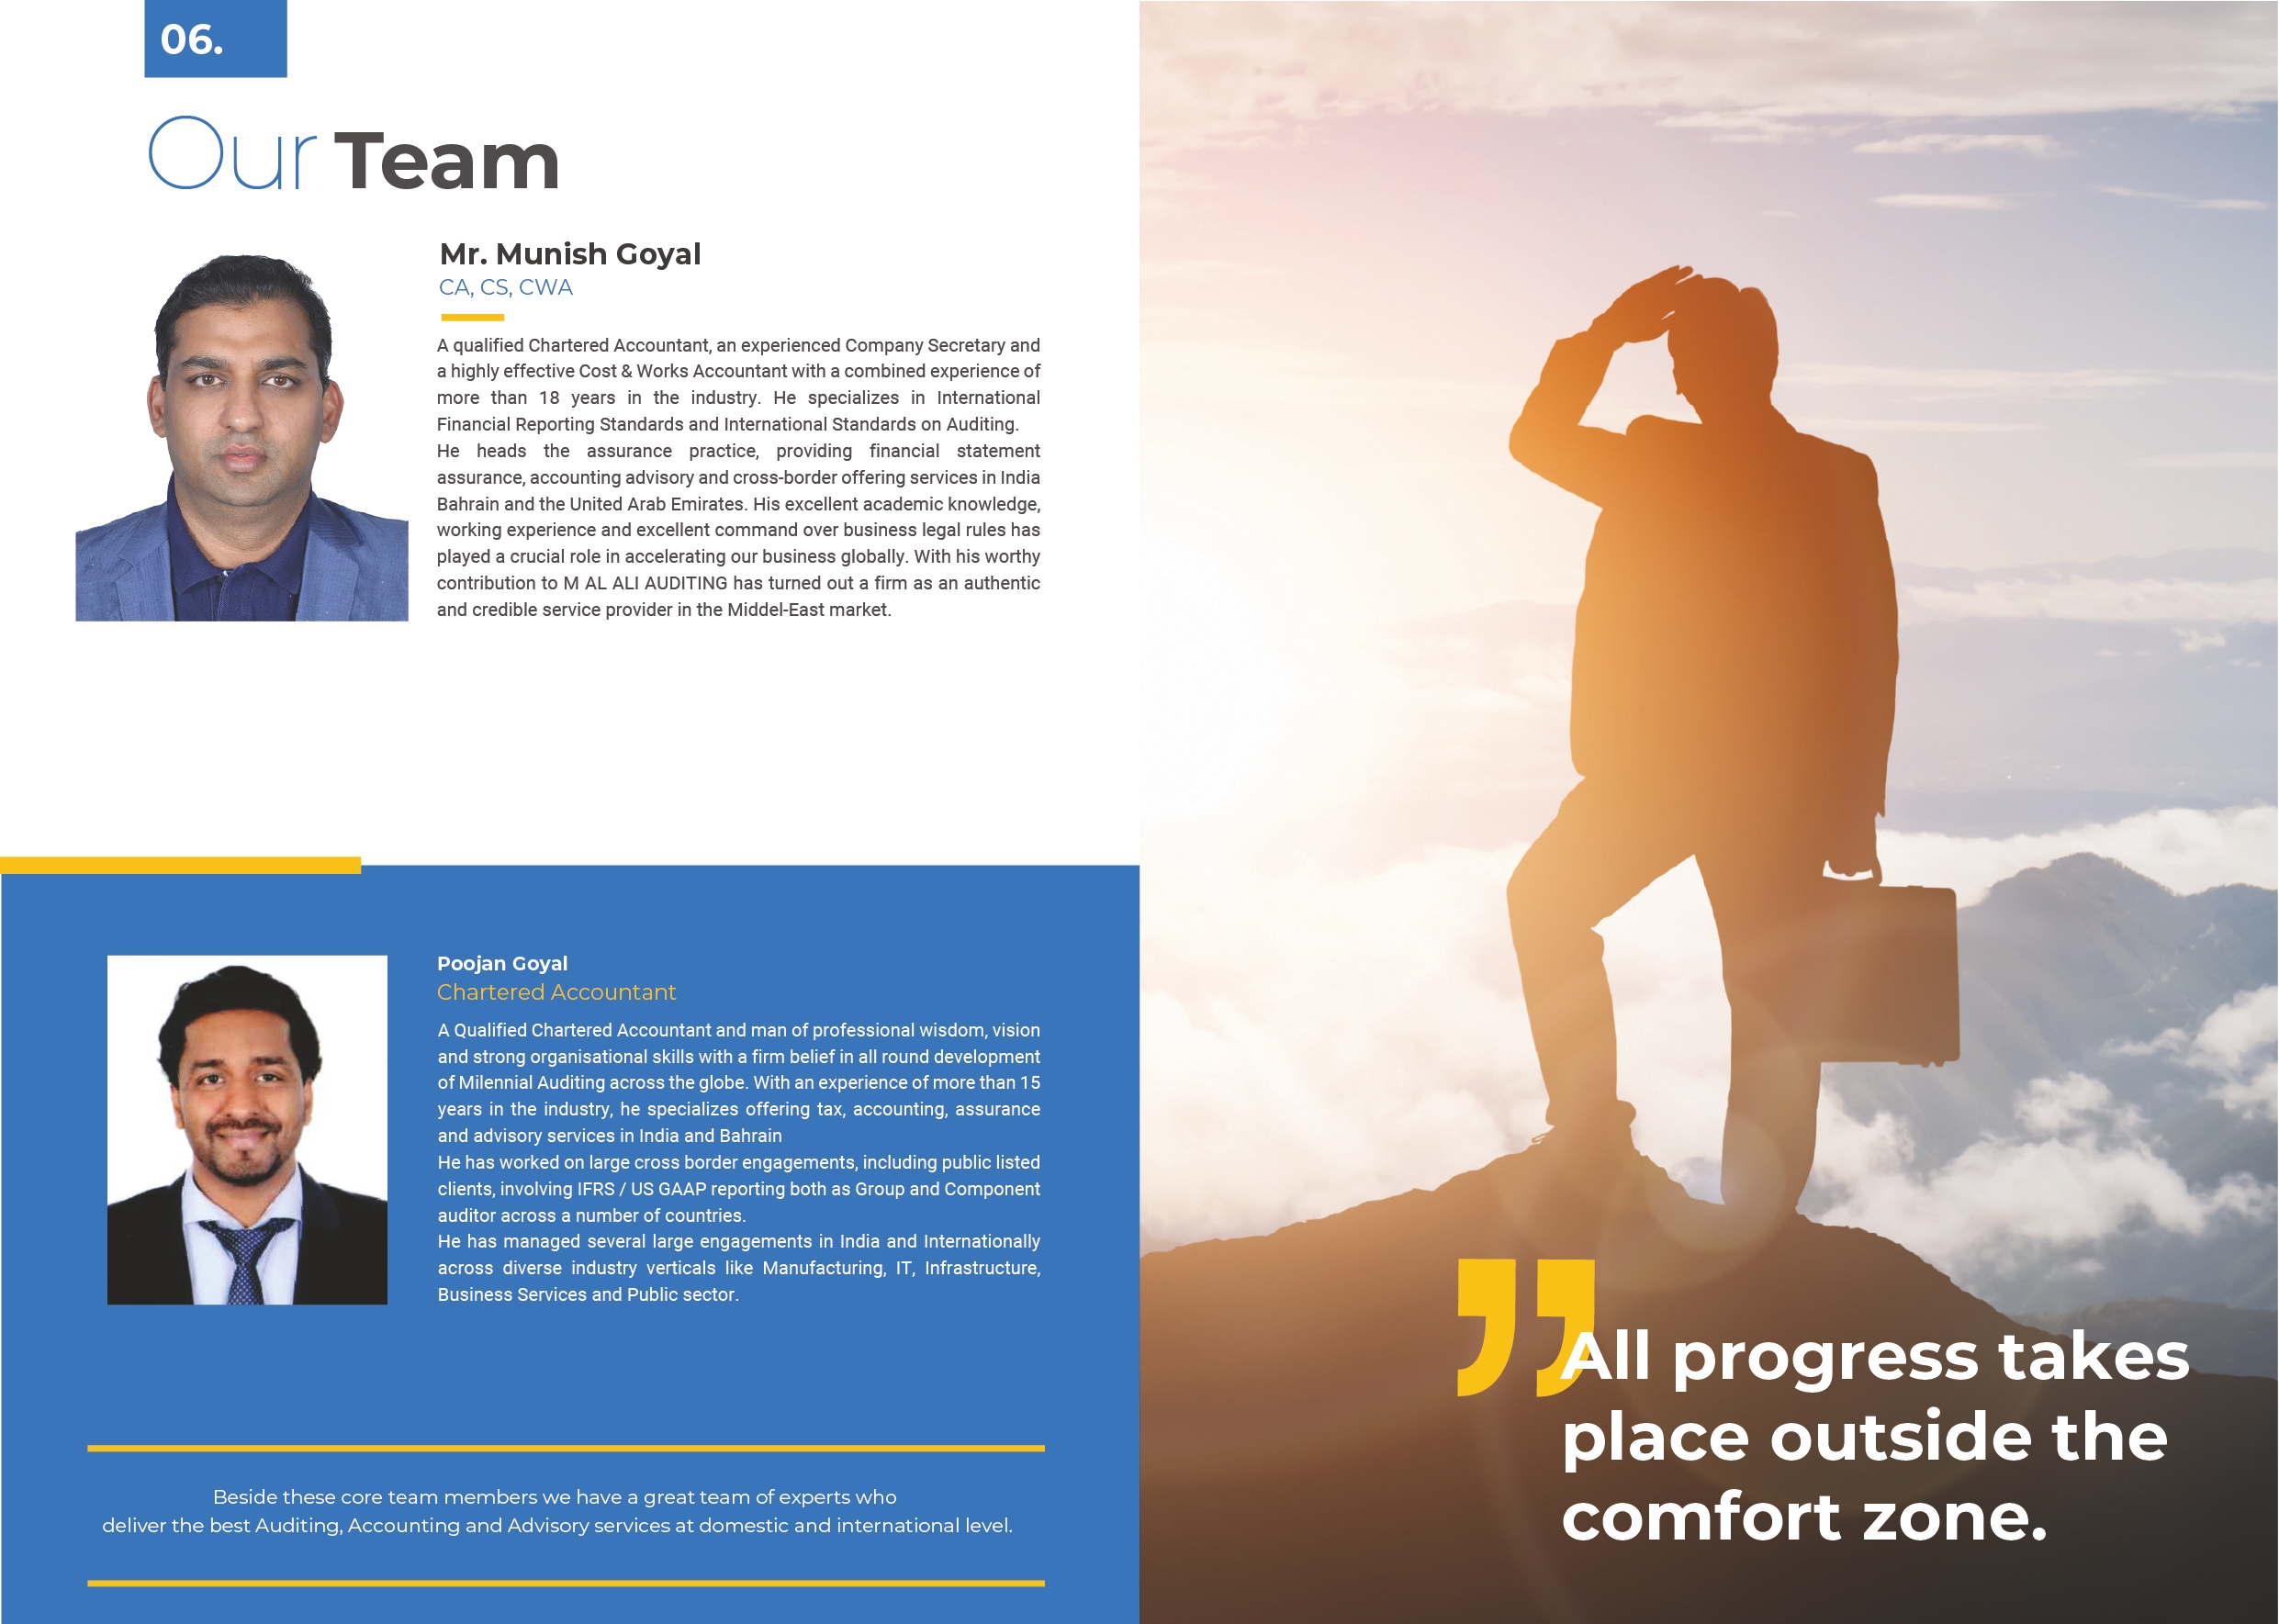 06.
Our Team
Mr. Munish Goyal
CA, CS, CWA
A qualified Chartered Accountant, an experienced Company Secretary and
a highly effective Cost & Works Accountant with a combined experience of
more than 18 years in the industry. He specializes in International
Financial Reporting Standards and International Standards on Auditing.
He heads the assurance practice, providing financial statement
assurance, accounting advisory and cross-border offering services in India
Bahrain and the United Arab Emirates. His excellent academic knowledge,
working experience and excellent command over business legal rules has
played a crucial role in accelerating our business globally. With his worthy
contribution to M AL ALI AUDITING has turned out a firm as an authentic
and credible service provider in the Middel-East market.
Poojan Goyal
Chartered Accountant
A Qualified Chartered Accountant and man of professional wisdom, vision
and strong organisational skills with a firm belief in all round development
of Milennial Auditing across the globe. With an experience of more than 15
years in the industry, he specializes offering tax, accounting, assurance
and advisory services in India and Bahrain
He has worked on large cross border engagements, including public listed
clients, involving IFRS / US GAAP reporting both as Group and Component
auditor across a number of countries.
He has managed several large engagements in India and Internationally
across diverse industry verticals like Manufacturing, IT, Infrastructure,
Business Services and Public sector.
Beside these core team members we have a great team of experts who
deliver the best Auditing, Accounting and Advisory services at domestic and international level.
”
All progress takes
place outside the
comfort zone.